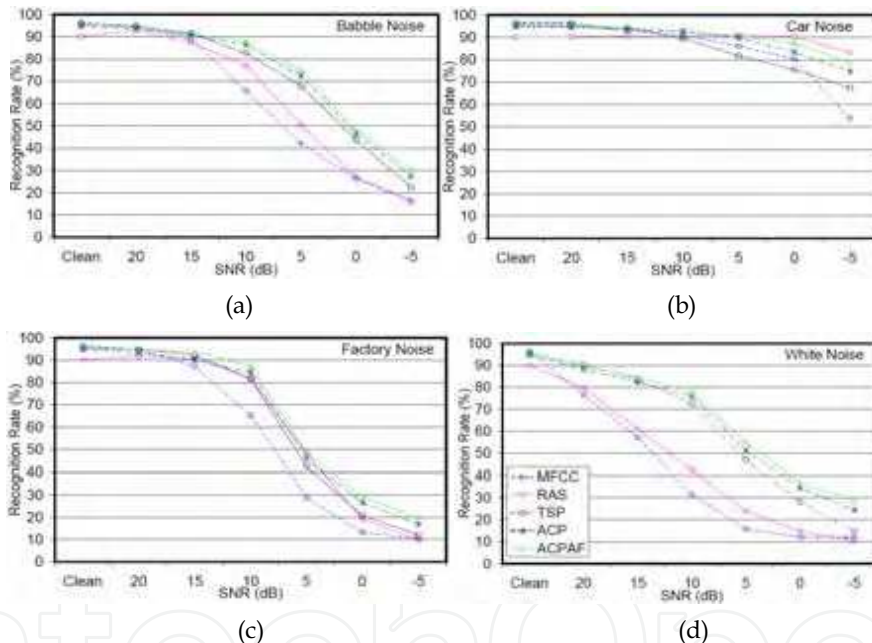 Babble Noise
Recognition Rate (%)
100
90
80
70
60
50
40
30
20
10
0
Clean 20 15 10 5 0 -5
SNR (dB)
(a)
Car Noise
Recognition Rate (%)
100
90
80
70
60
50
40
30
20
10
0
Clean 20 15 10 5 0 -5
SNR (dB)
(b)
Factory Noise
Recognition Rate (%)
100
90
80
70
60
50
40
30
20
10
0
Clean 20 15 10 5 0 -5
SNR (dB)
(c)
White Noise
Recognition Rate (%)
100
90
80
70
60
50
40
30
20
10
0
MFCC
RAS
TSP
ACP
ACPAF
Clean 20 15 10 5 0 -5
SNR (dB)
(d)